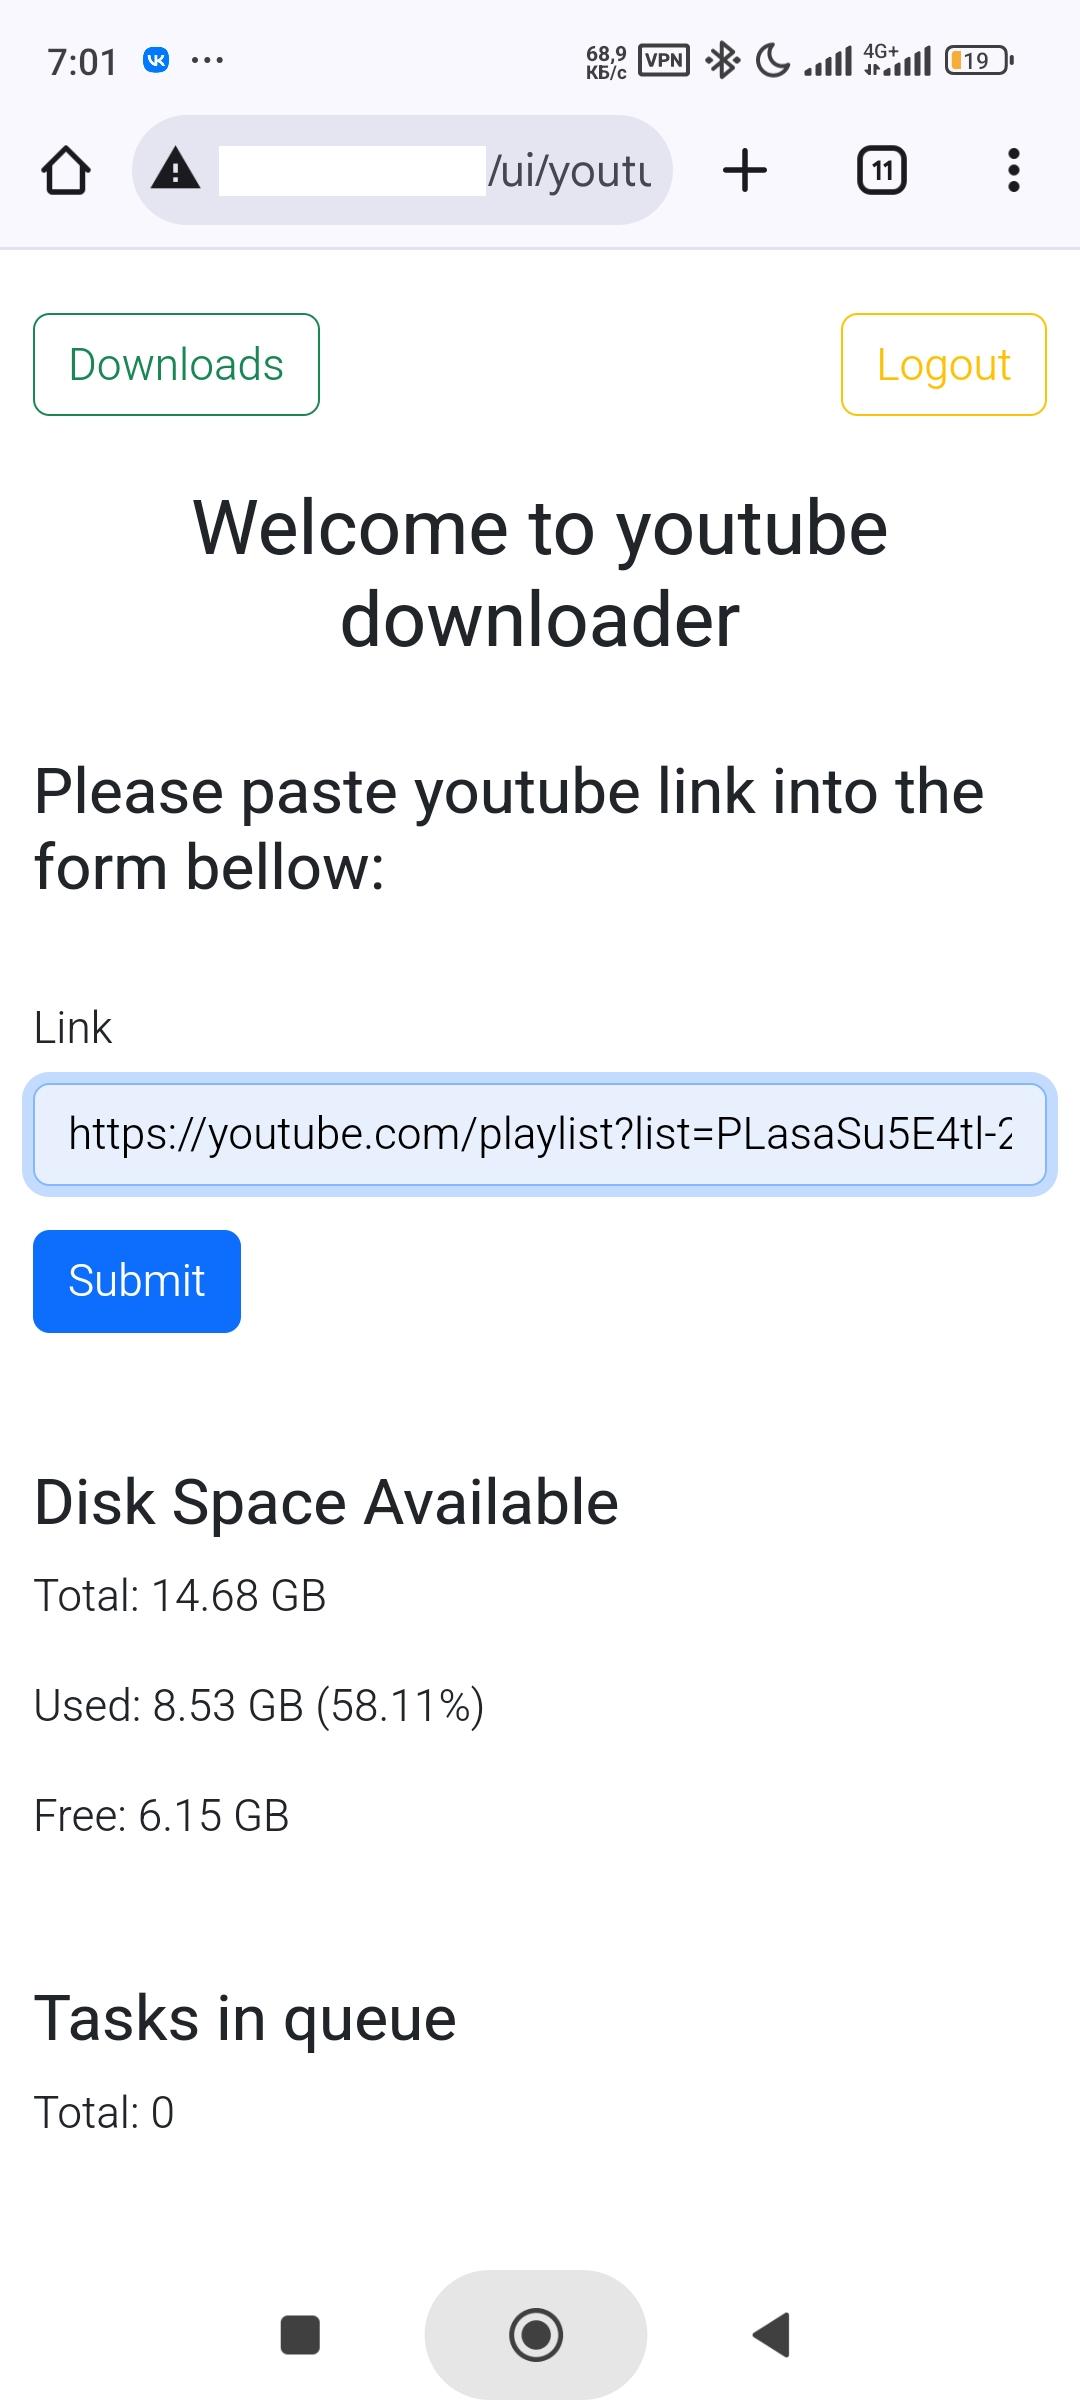 7:01 ... 68,9 КБ/с VPN 4G+ 19
/ui/youtu 11
Downloads Logout
Welcome to youtube
downloader
Please paste youtube link into the
form bellow:
Link
https://youtube.com/playlist?list=PLasaSu5E4tl-2
Submit
Disk Space Available
Total: 14.68 GB
Used: 8.53 GB (58.11%)
Free: 6.15 GB
Tasks in queue
Total: 0